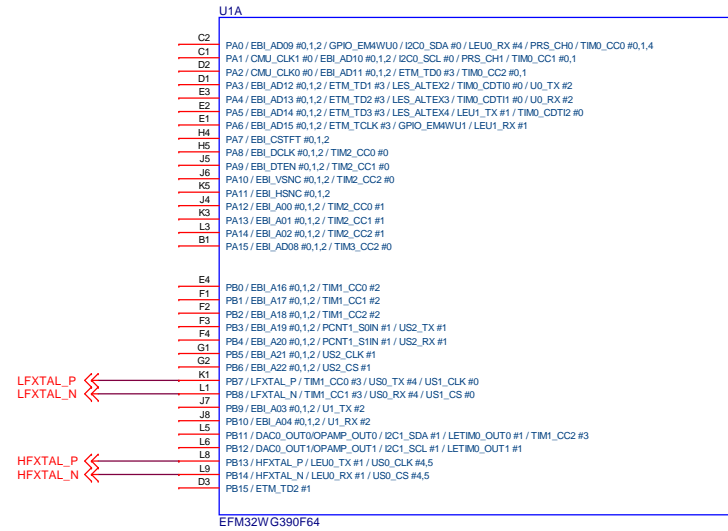 U1A
C2 PA0 / EBI_AD09 #0,1,2 / GPIO_EM4WU0 / I2C0_SDA #0 / LEU0_RX #4 / PRS_CH0 / TIM0_CC0 #0,1,4
C1 PA1 / CMU_CLK1 #0 / EBI_AD10 #0,1,2 / I2C0_SCL #0 / PRS_CH1 / TIM0_CC1 #0,1
D2 PA2 / CMU_CLK0 #0 / EBI_AD11 #0,1,2 / ETM_TD0 #3 / TIM0_CC2 #0,1
D1 PA3 / EBI_AD12 #0,1,2 / ETM_TD1 #3 / LES_ALTEX2 / TIM0_CDTI0 #0 / U0_TX #2
E3 PA4 / EBI_AD13 #0,1,2 / ETM_TD2 #3 / LES_ALTEX3 / TIM0_CDTI1 #0 / U0_RX #2
E2 PA5 / EBI_AD14 #0,1,2 / ETM_TD3 #3 / LES_ALTEX4 / LEU1_TX #1 / TIM0_CDTI2 #0
E1 PA6 / EBI_AD15 #0,1,2 / ETM_TCLK #3 / GPIO_EM4WU1 / LEU1_RX #1
H4 PA7 / EBI_CSTFT #0,1,2
H5 PA8 / EBI_DCLK #0,1,2 / TIM2_CC0 #0
J5 PA9 / EBI_DTEN #0,1,2 / TIM2_CC1 #0
J6 PA10 / EBI_VSNC #0,1,2 / TIM2_CC2 #0
K5 PA11 / EBI_HSNC #0,1,2
J4 PA12 / EBI_A00 #0,1,2 / TIM2_CC0 #1
K3 PA13 / EBI_A01 #0,1,2 / TIM2_CC1 #1
L3 PA14 / EBI_A02 #0,1,2 / TIM2_CC2 #1
B1 PA15 / EBI_AD08 #0,1,2 / TIM3_CC2 #0
E4 PB0 / EBI_A16 #0,1,2 / TIM1_CC0 #2
F1 PB1 / EBI_A17 #0,1,2 / TIM1_CC1 #2
F2 PB2 / EBI_A18 #0,1,2 / TIM1_CC2 #2
F3 PB3 / EBI_A19 #0,1,2 / PCNT1_S0IN #1 / US2_TX #1
F4 PB4 / EBI_A20 #0,1,2 / PCNT1_S1IN #1 / US2_RX #1
G1 PB5 / EBI_A21 #0,1,2 / US2_CLK #1
G2 PB6 / EBI_A22 #0,1,2 / US2_CS #1
LFXTAL_P K1 PB7 / LFXTAL_P / TIM1_CC0 #3 / US0_TX #4 / US1_CLK #0
LFXTAL_N L1 PB8 / LFXTAL_N / TIM1_CC1 #3 / US0_RX #4 / US1_CS #0
J7 PB9 / EBI_A03 #0,1,2 / U1_TX #2
J8 PB10 / EBI_A04 #0,1,2 / U1_RX #2
L5 PB11 / DAC0_OUT0/OPAMP_OUT0 / I2C1_SDA #1 / LETIM0_OUT0 #1 / TIM1_CC2 #3
L6 PB12 / DAC0_OUT1/OPAMP_OUT1 / I2C1_SCL #1 / LETIM0_OUT1 #1
HFXTAL_P L8 PB13 / HFXTAL_P / LEU0_TX #1 / US0_CLK #4,5
HFXTAL_N L9 PB14 / HFXTAL_N / LEU0_RX #1 / US0_CS #4,5
D3 PB15 / ETM_TD2 #1
EFM32WG390F64